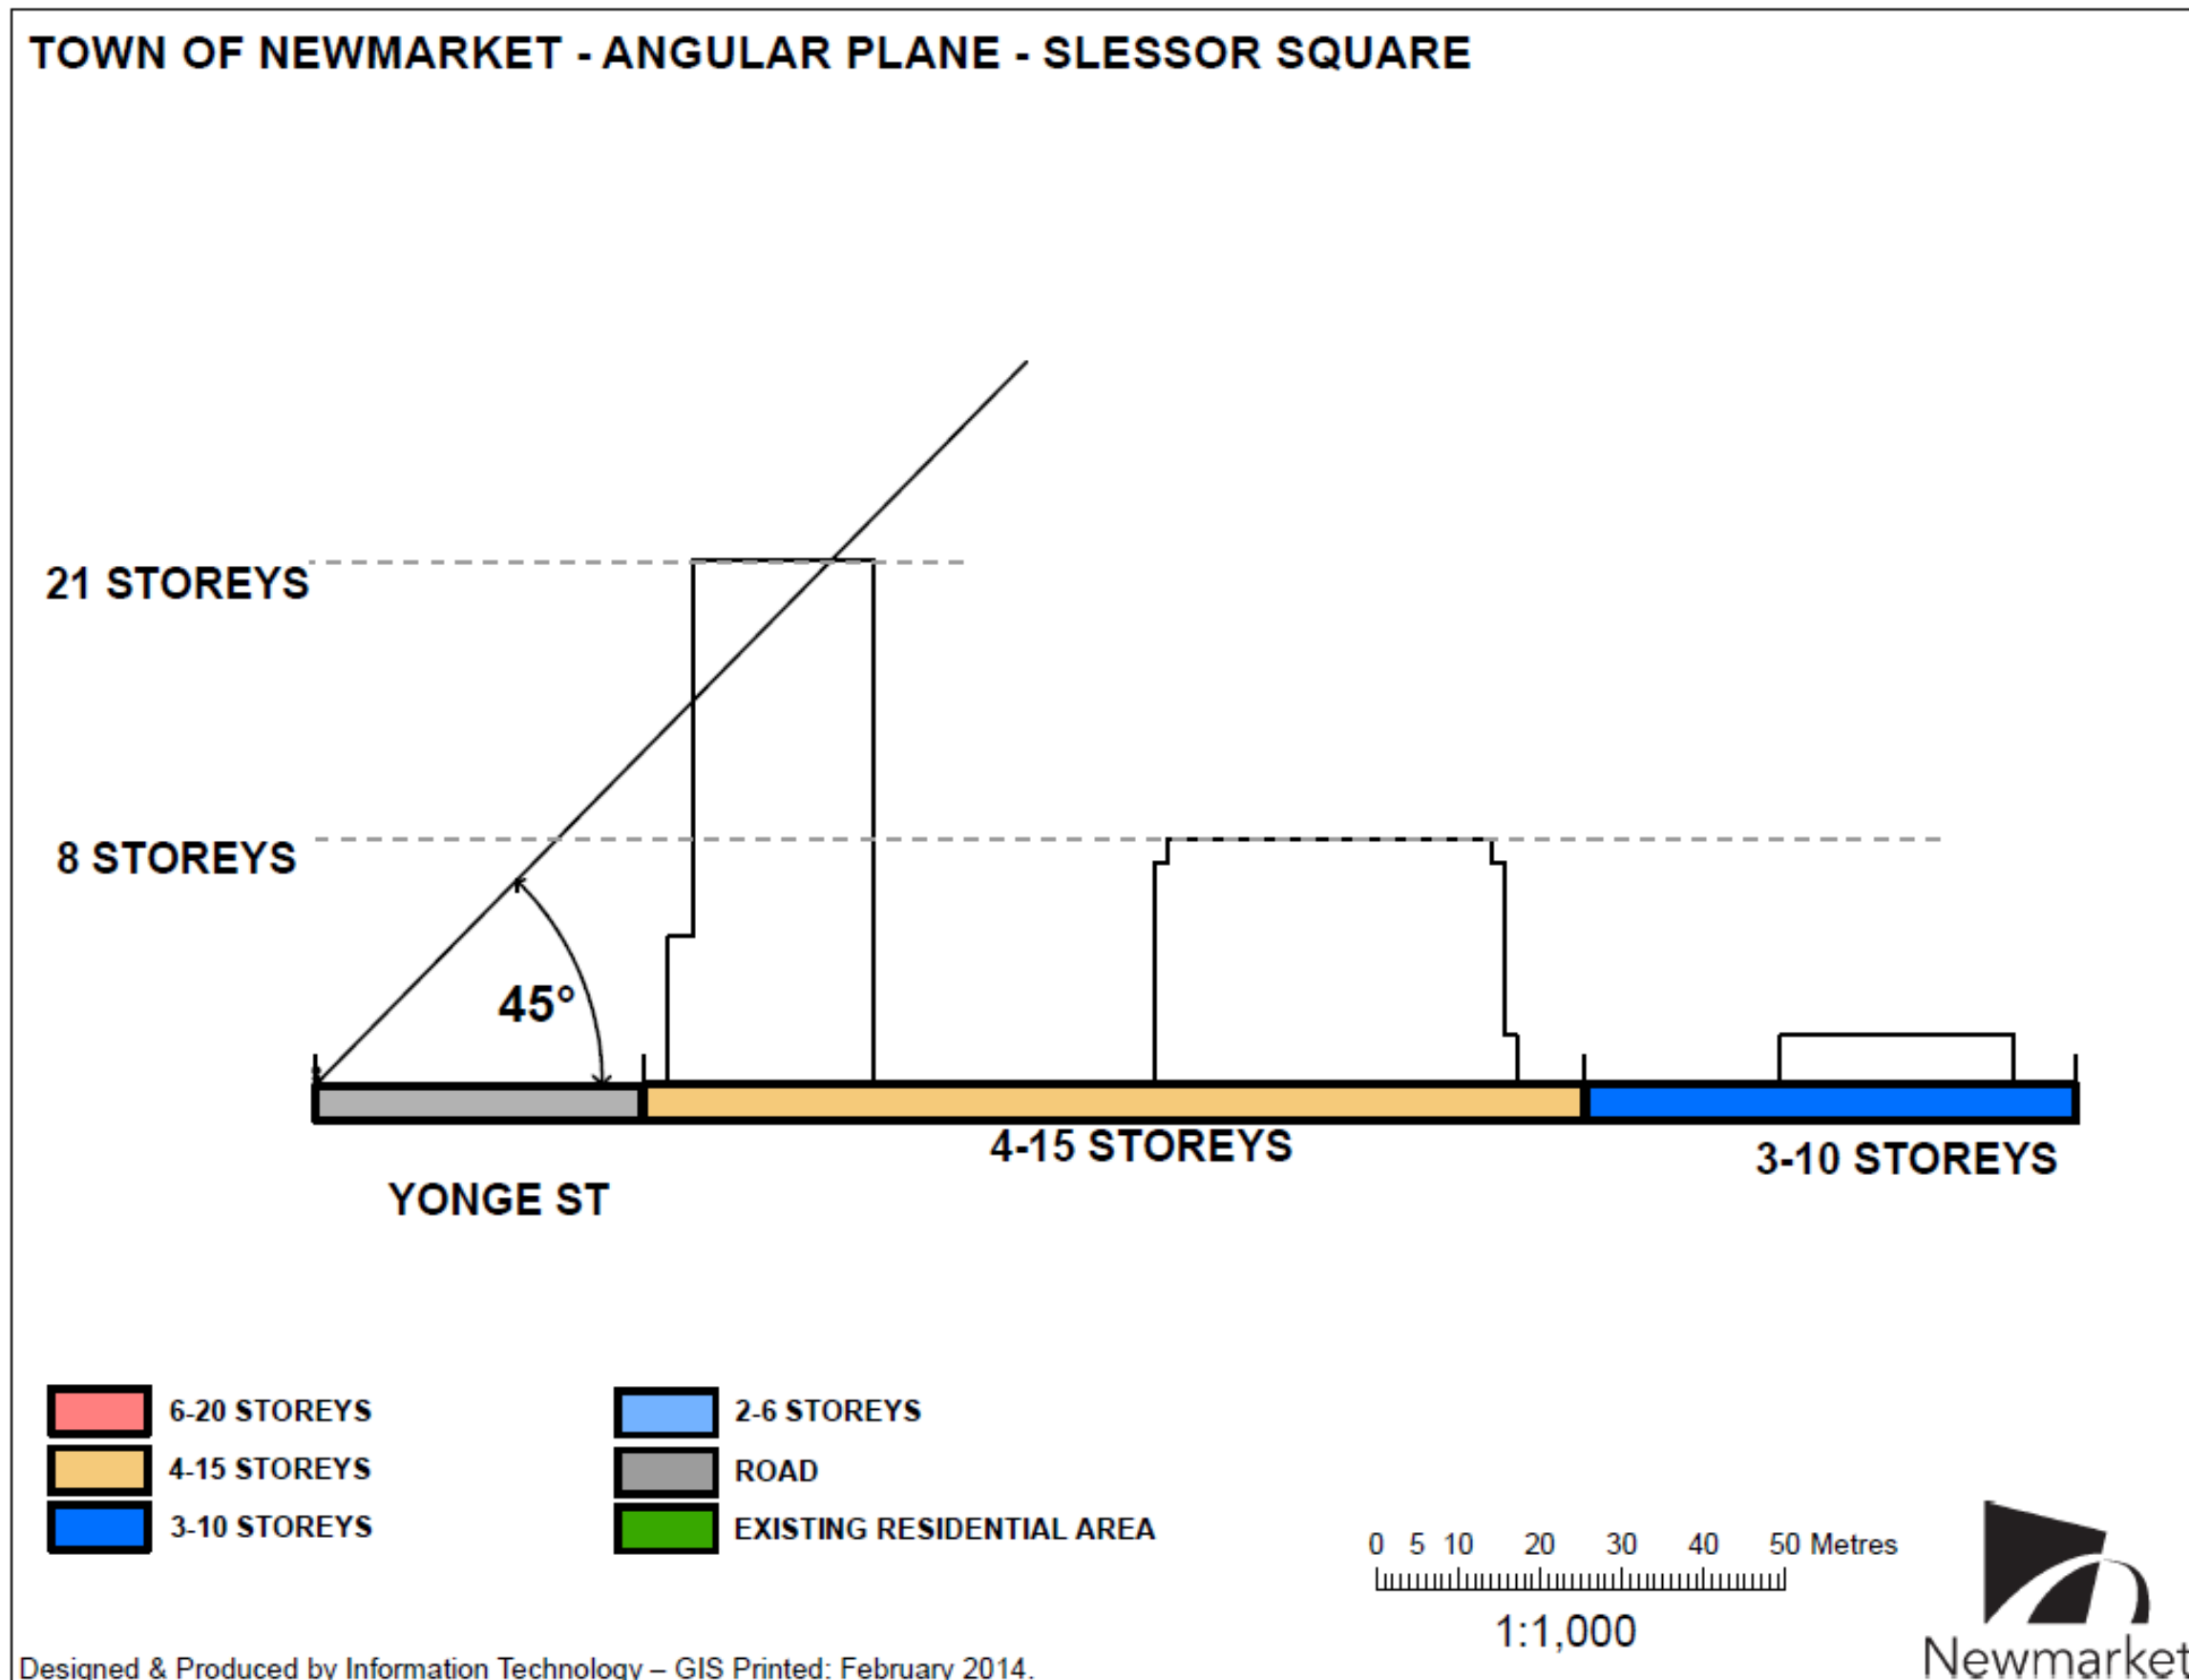 TOWN OF NEWMARKET - ANGULAR PLANE - SLESSOR SQUARE
21 STOREYS
8 STOREYS
45°
4-15 STOREYS
3-10 STOREYS
YONGE ST
6-20 STOREYS
4-15 STOREYS
3-10 STOREYS
2-6 STOREYS
ROAD
EXISTING RESIDENTIAL AREA
0 5 10 20 30 40 50 Metres
1:1,000
Newmarket
Designed & Produced by Information Technology – GIS Printed: February 2014.